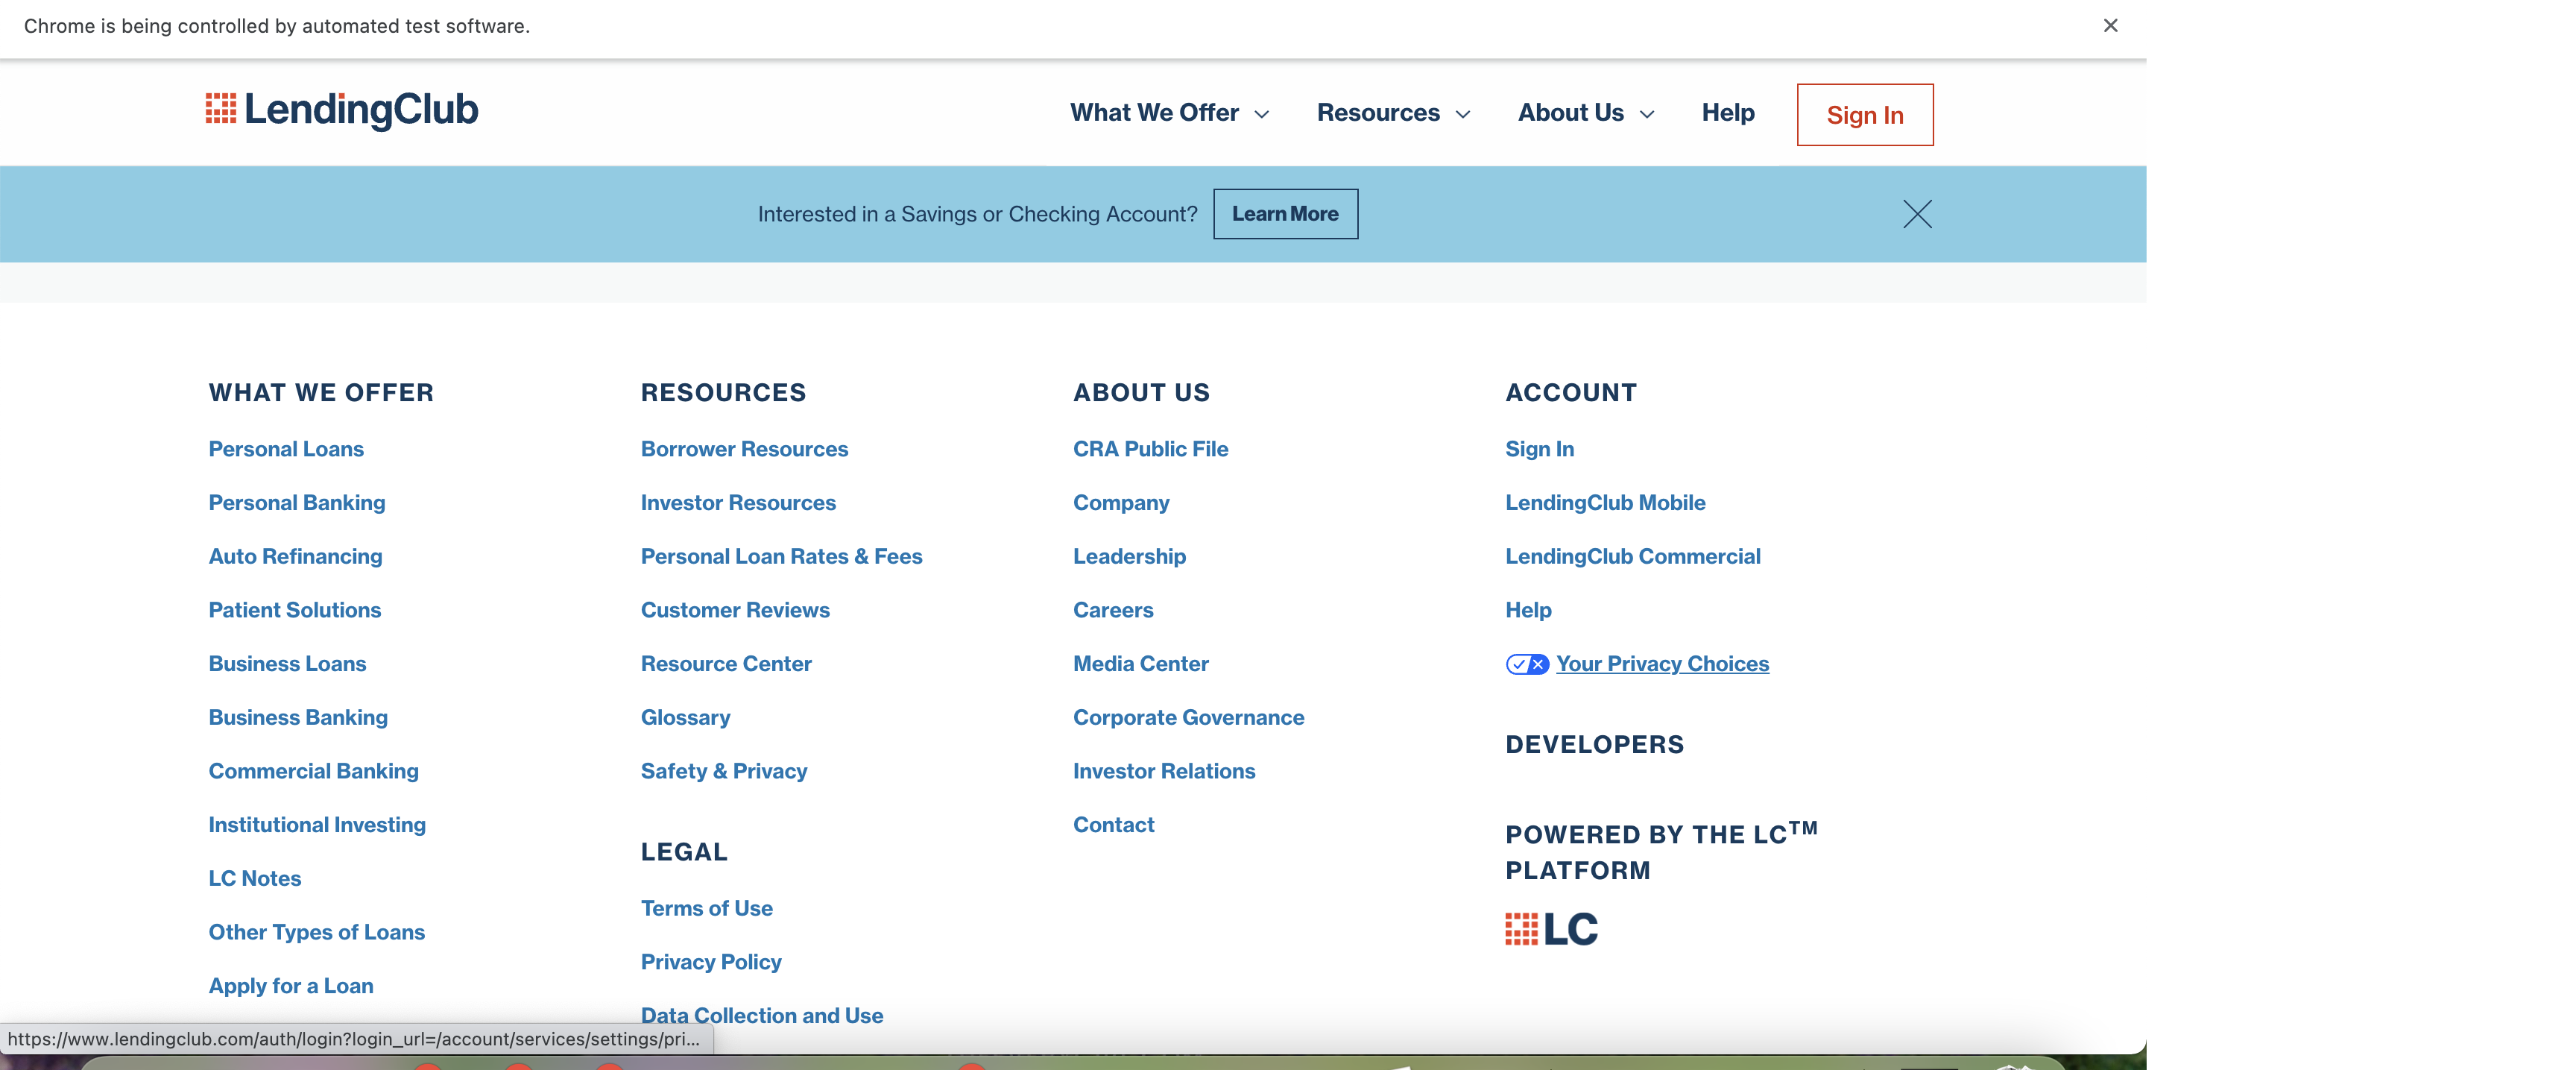 Chrome is being controlled by automated test software.
LendingClub
What We Offer
Resources
About Us
Help
Sign In
Interested in a Savings or Checking Account?
Learn More
WHAT WE OFFER
Personal Loans
Personal Banking
Auto Refinancing
Patient Solutions
Business Loans
Business Banking
Commercial Banking
Institutional Investing
LC Notes
Other Types of Loans
Apply for a Loan
RESOURCES
Borrower Resources
Investor Resources
Personal Loan Rates & Fees
Customer Reviews
Resource Center
Glossary
Safety & Privacy
LEGAL
Terms of Use
Privacy Policy
Data Collection and Use
ABOUT US
CRA Public File
Company
Leadership
Careers
Media Center
Corporate Governance
Investor Relations
Contact
ACCOUNT
Sign In
LendingClub Mobile
LendingClub Commercial
Help
Your Privacy Choices
DEVELOPERS
POWERED BY THE LC™
PLATFORM
LC
https://www.lendingclub.com/auth/login?login_url=/account/services/settings/pri...